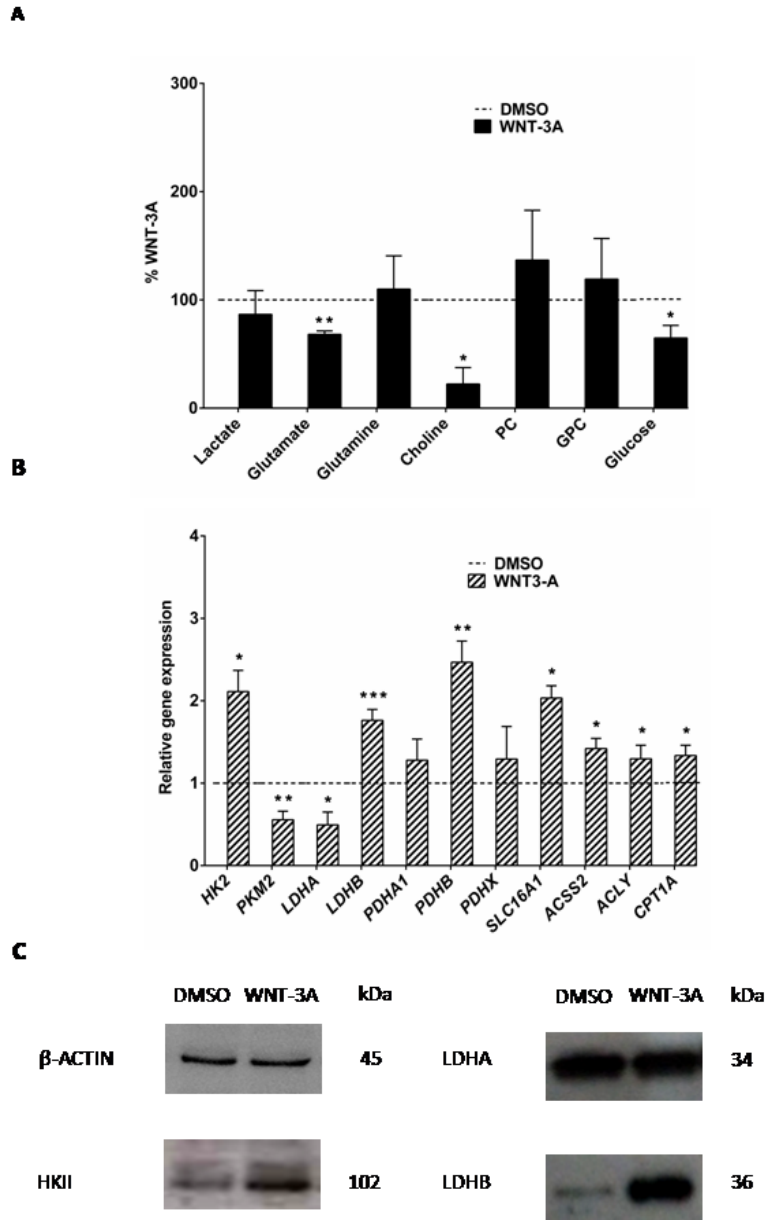 A
300
200
100
0
% WNT-3A
DMSO
WNT-3A
**
*
*
Lactate
Glutamate
Glutamine
Choline
PC
GPC
Glucose
B
4
3
2
1
0
Relative gene expression
DMSO
WNT3-A
*
**
*
***
**
*
*
*
*
HK2
PKM2
LDHA
LDHB
PDHA1
PDHB
PDHX
SLC16A1
ACSS2
ACLY
CPT1A
C
DMSO WNT-3A kDa
β-ACTIN 45
HKII 102
DMSO WNT-3A kDa
LDHA 34
LDHB 36